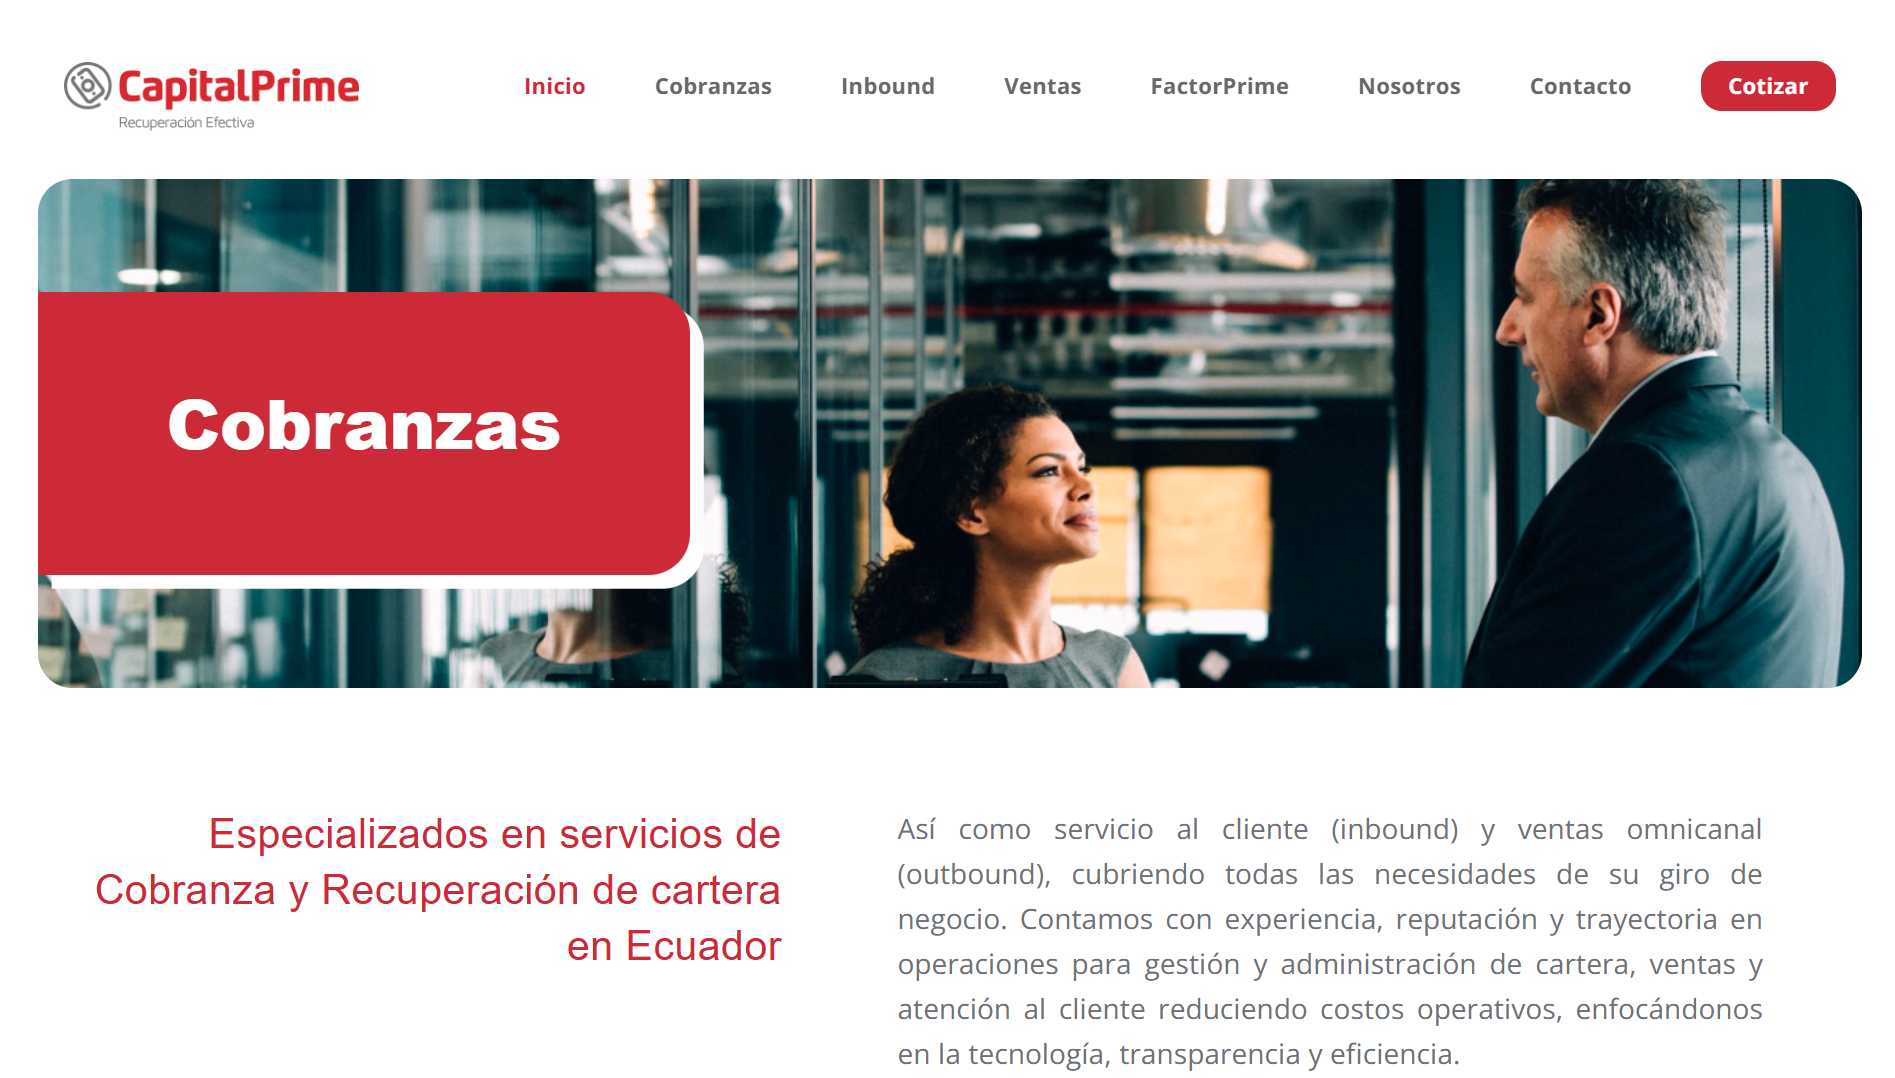 CapitalPrime
Recuperación Efectiva
Inicio
Cobranzas
Inbound
Ventas
FactorPrime
Nosotros
Contacto
Cotizar
Cobranzas
Especializados en servicios de
Cobranza y Recuperación de cartera
en Ecuador
Así como servicio al cliente (inbound) y ventas omnicanal
(outbound), cubriendo todas las necesidades de su giro de
negocio. Contamos con experiencia, reputación y trayectoria en
operaciones para gestión y administración de cartera, ventas y
atención al cliente reduciendo costos operativos, enfocándonos
en la tecnología, transparencia y eficiencia.